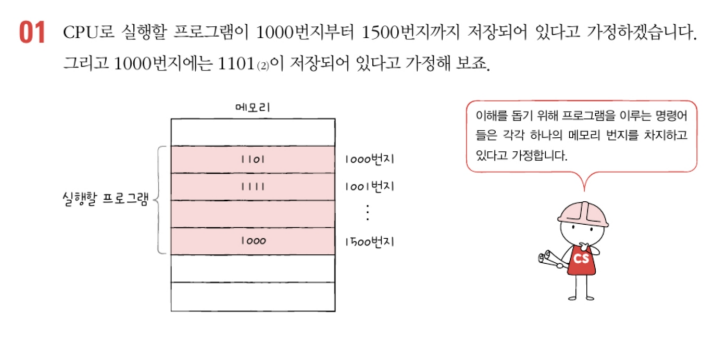 01 CPU로 실행할 프로그램이 1000번지부터 1500번지까지 저장되어 있다고 가정하겠습니다.
그리고 1000번지에는 1101(2)이 저장되어 있다고 가정해 보죠.
메모리
실행할 프로그램
1101 1000번지
1111 1001번지
⋮
1000 1500번지
이해를 돕기 위해 프로그램을 이루는 명령어
들은 각각 하나의 메모리 번지를 차지하고
있다고 가정합니다.
CS